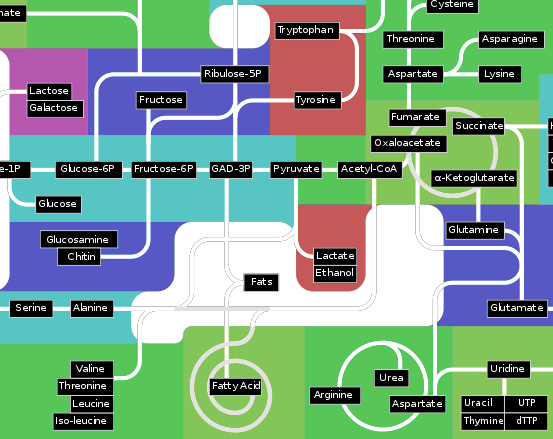 nate
Cysteine
Tryptophan
Threonine
Asparagine
Ribulose-5P
Aspartate
Lysine
Lactose
Galactose
Fructose
Tyrosine
Fumarate
Succinate
Oxaloacetate
e-1P
Glucose-6P
Fructose-6P
GAD-3P
Pyruvate
Acetyl-CoA
α-Ketoglutarate
Glucose
Glucosamine
Chitin
Lactate
Ethanol
Glutamine
Fats
Serine
Alanine
Glutamate
Valine
Threonine
Leucine
Iso-leucine
Fatty Acid
Urea
Arginine
Aspartate
Uridine
Uracil
UTP
Thymine
dTTP